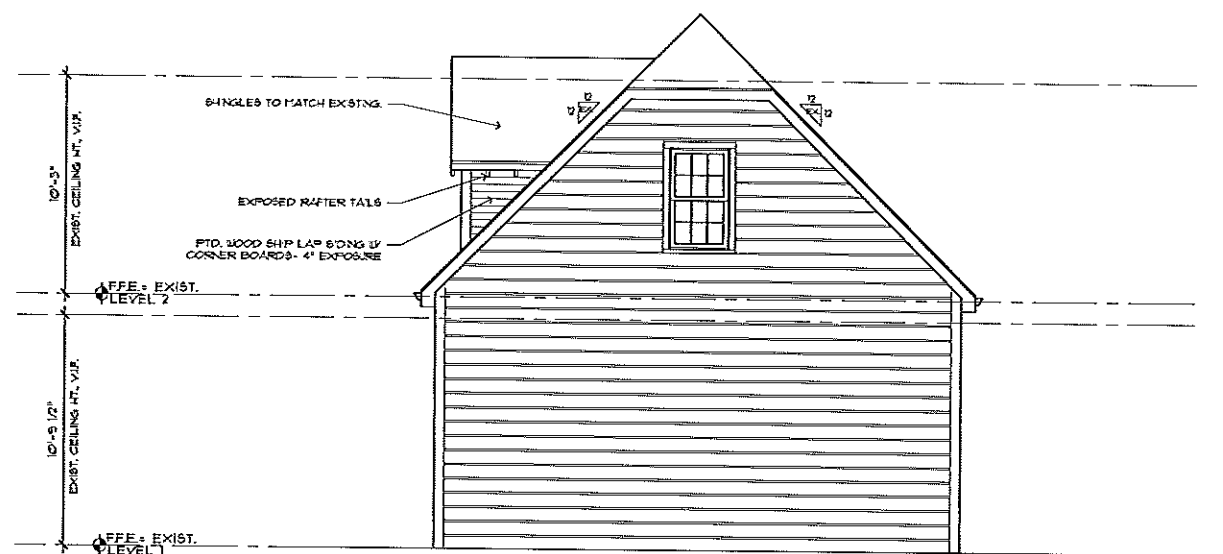 SHINGLES TO MATCH EXISTING.
12
12
EX.
12
EX.
12
10'-3"
EXIST. CEILING HT., V.I.F.
EXPOSED RAFTER TAILS
PTD. WOOD SHIP LAP SIDING W/
CORNER BOARDS- 4" EXPOSURE
F.F.E.= EXIST.
LEVEL 2
10'-9 1/2"
EXIST. CEILING HT., V.I.F.
F.F.E.= EXIST.
LEVEL 1